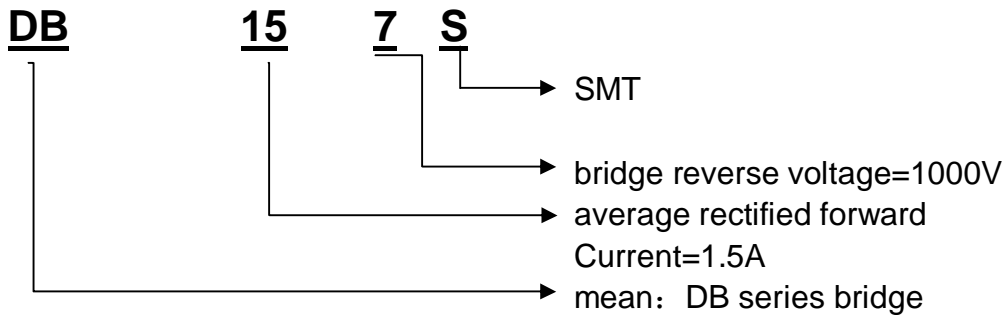 DB 15 7 S
SMT
bridge reverse voltage=1000V
average rectified forward
Current=1.5A
mean：DB series bridge